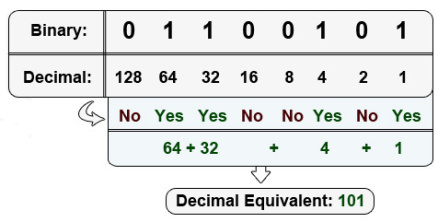 Binary: 0 1 1 0 0 1 0 1
Decimal: 128 64 32 16 8 4 2 1
No Yes Yes No No Yes No Yes
64 + 32 + 4 + 1
Decimal Equivalent: 101